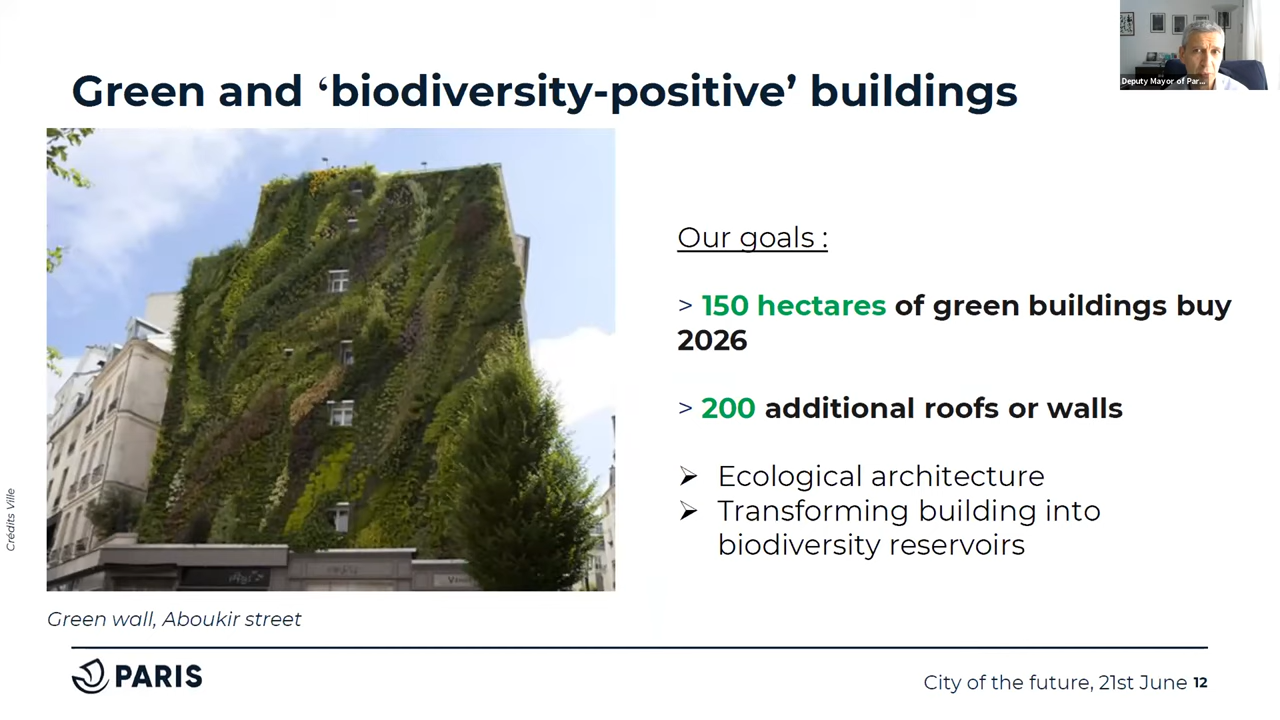 Green and ‘biodiversity-positive’ buildings
Deputy Mayor of Par...
Our goals :
> 150 hectares of green buildings buy
2026
> 200 additional roofs or walls
➢ Ecological architecture
➢ Transforming building into
biodiversity reservoirs
Crédits Ville
Green wall, Aboukir street
PARIS
City of the future, 21st June 12